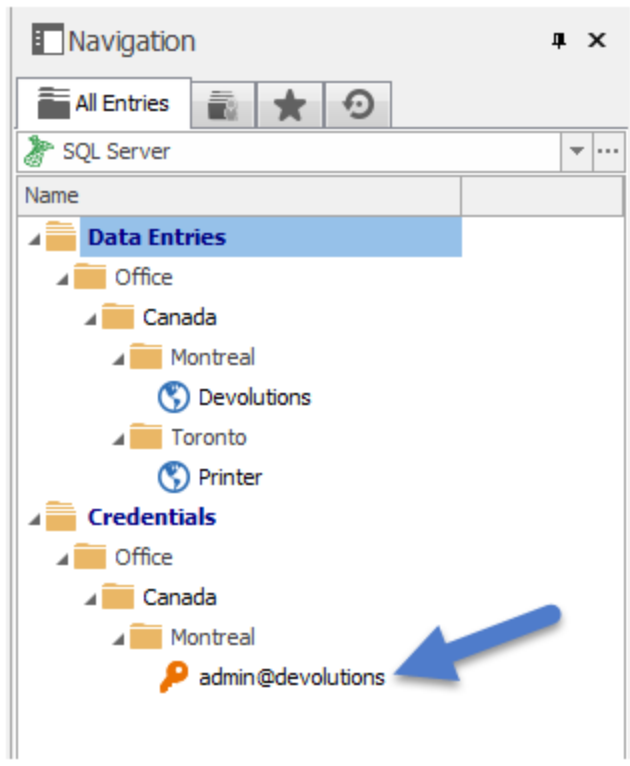 Navigation
All Entries
SQL Server
Name
Data Entries
Office
Canada
Montreal
Devolutions
Toronto
Printer
Credentials
Office
Canada
Montreal
admin@devolutions